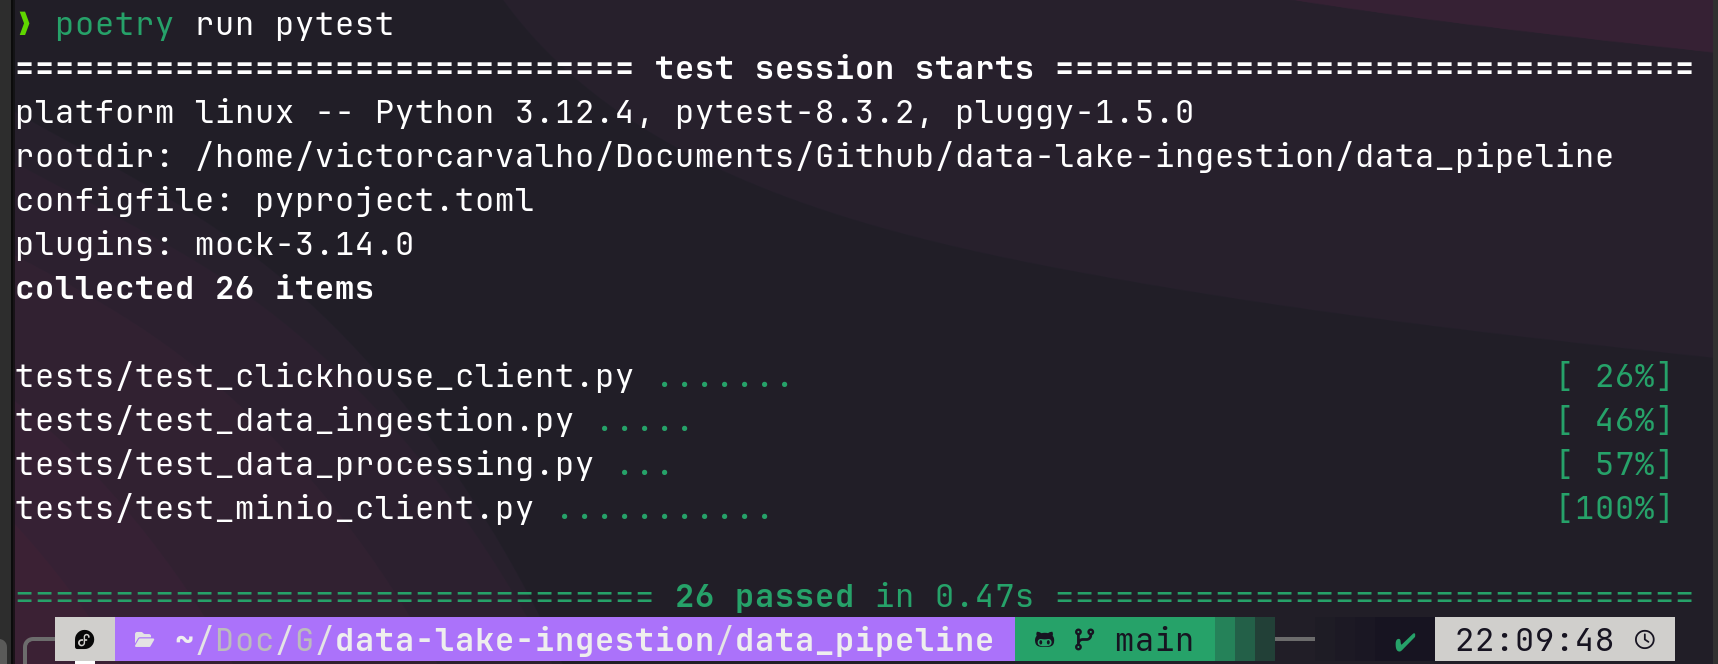 ❯ poetry run pytest
=============================== test session starts ================================
platform linux -- Python 3.12.4, pytest-8.3.2, pluggy-1.5.0
rootdir: /home/victorcarvalho/Documents/Github/data-lake-ingestion/data_pipeline
configfile: pyproject.toml
plugins: mock-3.14.0
collected 26 items
tests/test_clickhouse_client.py ....... [ 26%]
tests/test_data_ingestion.py ..... [ 46%]
tests/test_data_processing.py ... [ 57%]
tests/test_minio_client.py ........... [100%]
================================ 26 passed in 0.47s ================================
~/Doc/G/data-lake-ingestion/data_pipeline main ✔ 22:09:48